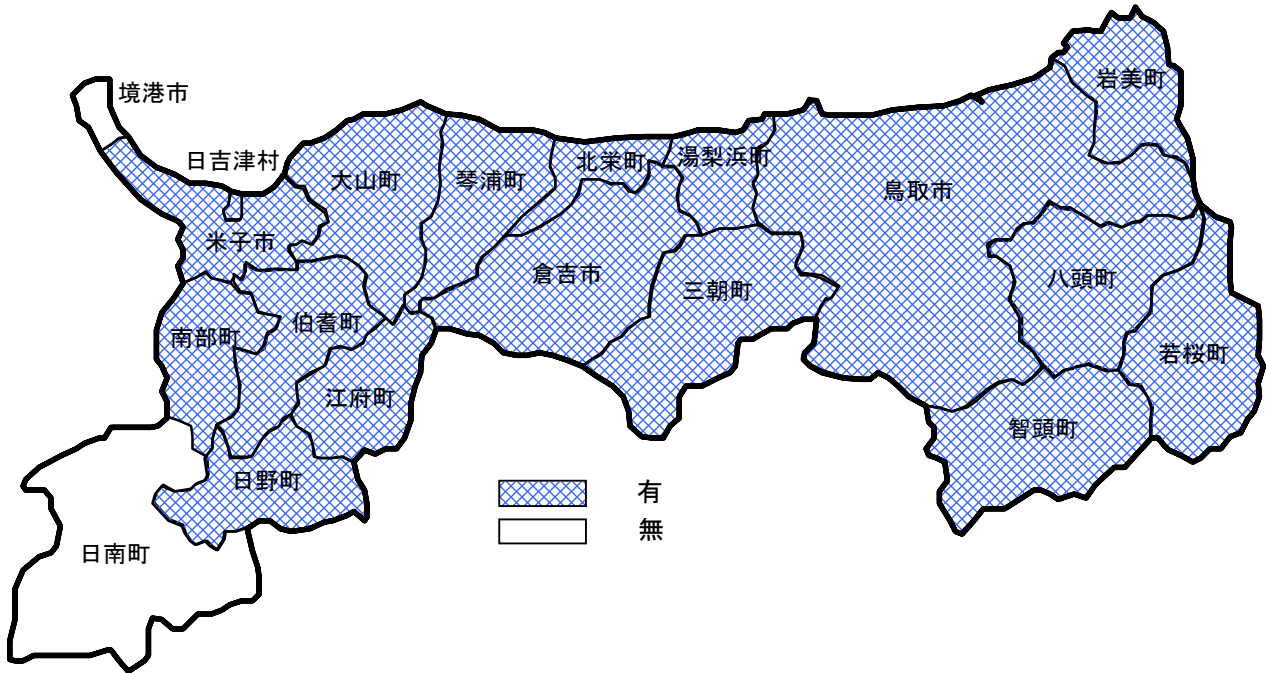 岩美町
境港市
日吉津村
北栄町
湯梨浜町
大山町
琴浦町
鳥取市
米子市
倉吉市
八頭町
三朝町
伯耆町
南部町
若桜町
江府町
智頭町
日野町
有
無
日南町